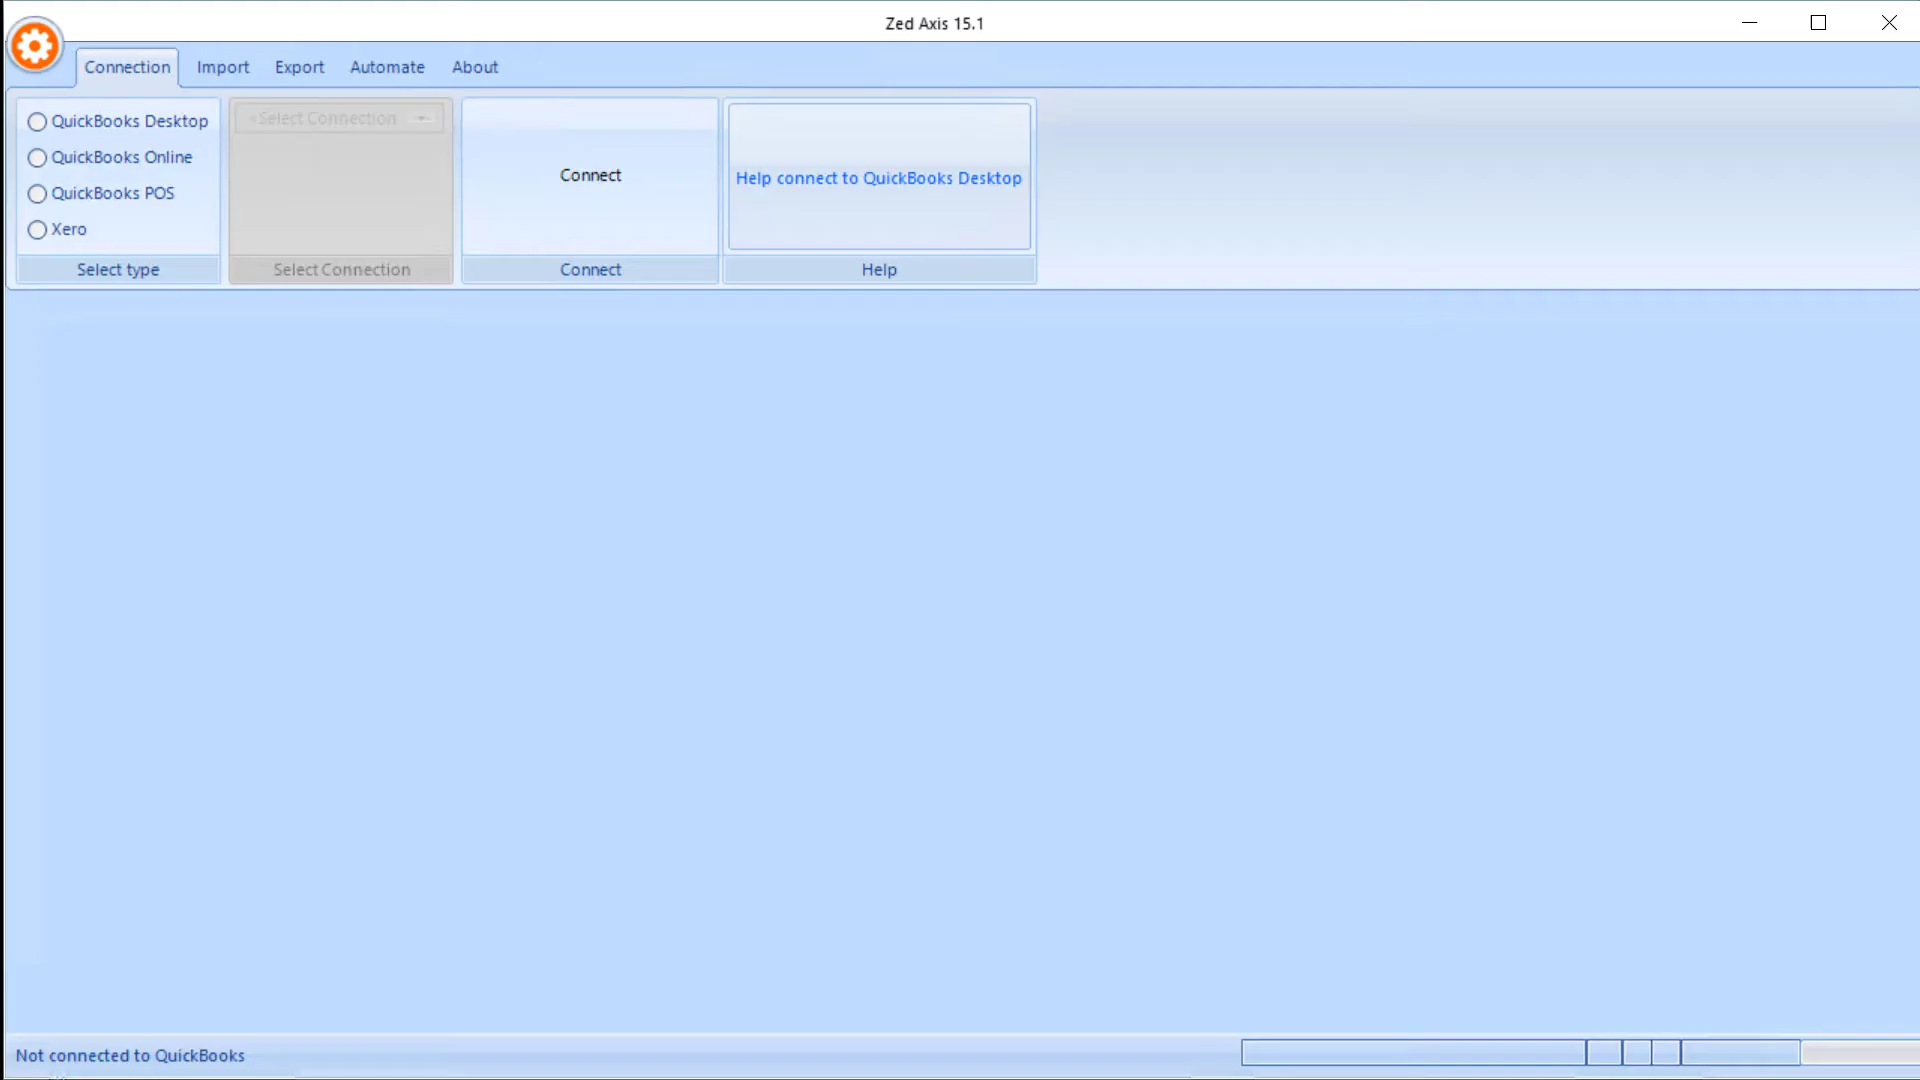 Zed Axis 15.1
Connection Import Export Automate About
QuickBooks Desktop
QuickBooks Online
QuickBooks POS
Xero
Select type
<Select Connection
Select Connection
Connect
Connect
Help connect to QuickBooks Desktop
Help
Not connected to QuickBooks